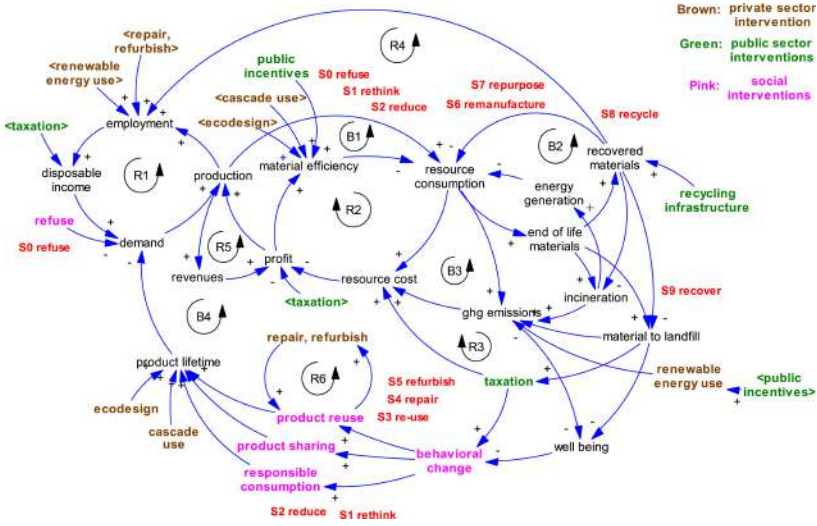 Brown: private sector
intervention
Green: public sector
interventions
Pink: social
interventions
R4
<repair,
refurbish>
<renewable
energy use>
public
incentives
S0 refuse
S1 rethink
S2 reduce
S7 repurpose
S6 remanufacture
S8 recycle
<cascade use>
<ecodesign>
<taxation>
employment
B1
B2
disposable
income
R1
production
material efficiency
resource
consumption
recovered
materials
energy
generation
recycling
infrastructure
refuse
S0 refuse
demand
R2
end of life
materials
R5
profit
revenues
resource cost
B3
incineration
S9 recover
<taxation>
ghg emissions
material to landfill
B4
R3
repair, refurbish
product lifetime
R6
S5 refurbish
S4 repair
S3 re-use
taxation
renewable
energy use
<public
incentives>
ecodesign
cascade
use
product reuse
product sharing
responsible
consumption
behavioral
change
well being
S2 reduce
S1 rethink